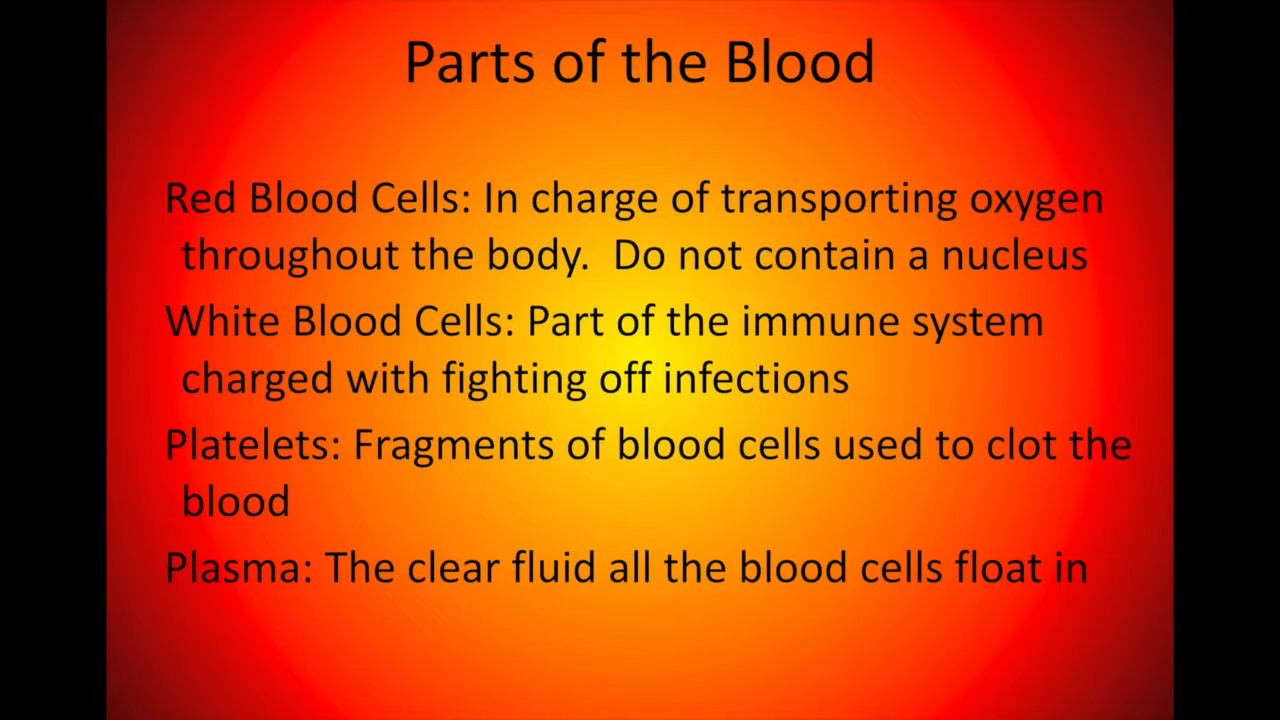 Parts of the Blood
Red Blood Cells: In charge of transporting oxygen
throughout the body.  Do not contain a nucleus
White Blood Cells: Part of the immune system
charged with fighting off infections
Platelets: Fragments of blood cells used to clot the
blood
Plasma: The clear fluid all the blood cells float in